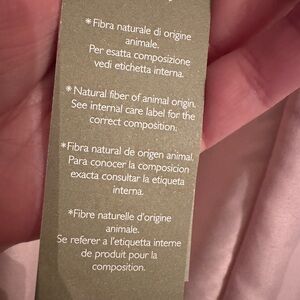 *Fibra naturale di origine
animale.
Per esatta composizione
vedi etichetta interna.
*Natural fiber of animal origin.
See internal care label for the
correct composition.
*Fibra natural de origen animal.
Para conocer la composicion
exacta consultar la etiqueta
interna.
*Fibre naturelle d'origine
animale.
Se referer a l'etiquette interne
de produit pour la
composition.